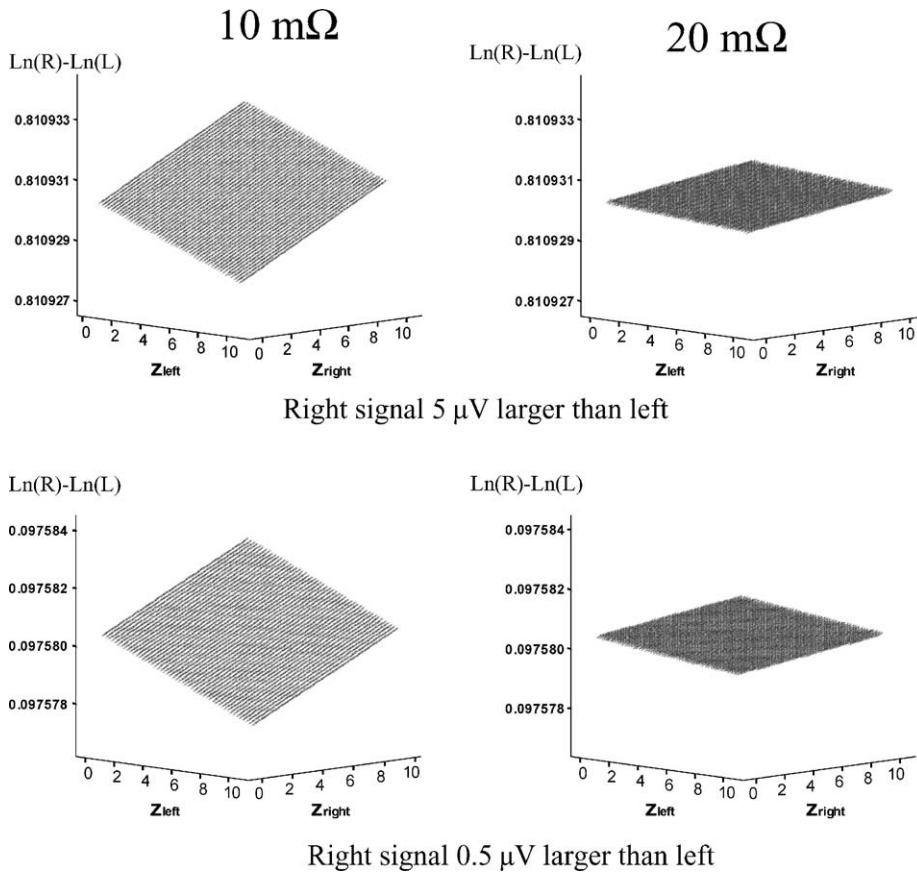 10 mΩ
20 mΩ
Ln(R)-Ln(L)
Ln(R)-Ln(L)
0.810933
0.810931
0.810929
0.810927
0 2 4 6 8 10
0 2 4 6 8 10
Zleft
Zright
0.810933
0.810931
0.810929
0.810927
0 2 4 6 8 10
0 2 4 6 8 10
Zleft
Zright
Right signal 5 μV larger than left
Ln(R)-Ln(L)
Ln(R)-Ln(L)
0.097584
0.097582
0.097580
0.097578
0 2 4 6 8 10
0 2 4 6 8 10
Zleft
Zright
0.097584
0.097582
0.097580
0.097578
0 2 4 6 8 10
0 2 4 6 8 10
Zleft
Zright
Right signal 0.5 μV larger than left